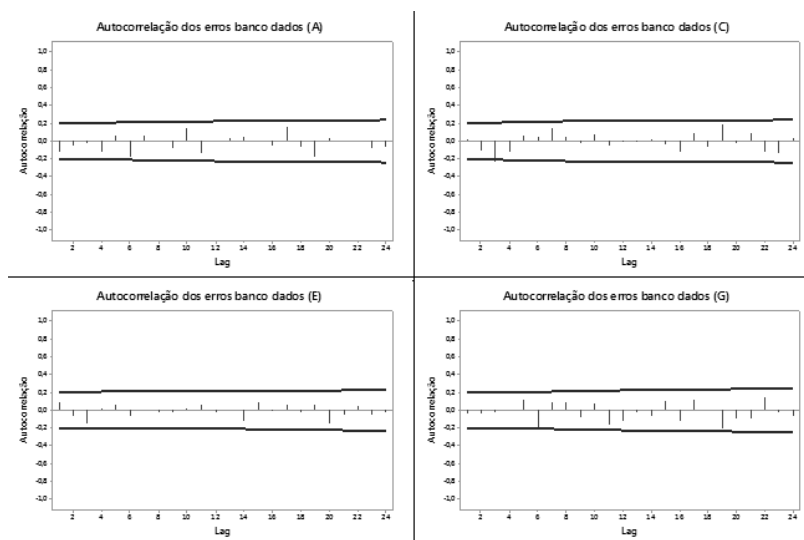 Autocorrelação dos erros banco dados (A)
1,0
0,8
0,6
0,4
0,2
0,0
-0,2
-0,4
-0,6
-0,8
-1,0
Autocorrelação
2 4 6 8 10 12 14 16 18 20 22 24
Lag
Autocorrelação dos erros banco dados (C)
1,0
0,8
0,6
0,4
0,2
0,0
-0,2
-0,4
-0,6
-0,8
-1,0
Autocorrelação
2 4 6 8 10 12 14 16 18 20 22 24
Lag
Autocorrelação dos erros banco dados (E)
1,0
0,8
0,6
0,4
0,2
0,0
-0,2
-0,4
-0,6
-0,8
-1,0
Autocorrelação
2 4 6 8 10 12 14 16 18 20 22 24
Lag
Autocorrelação dos erros banco dados (G)
1,0
0,8
0,6
0,4
0,2
0,0
-0,2
-0,4
-0,6
-0,8
-1,0
Autocorrelação
2 4 6 8 10 12 14 16 18 20 22 24
Lag